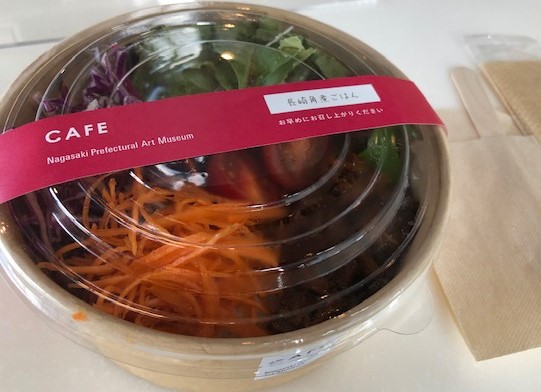 CAFE
Nagasaki Prefectural Art Museum
長崎角煮ごはん
お早めにお召し上がりください